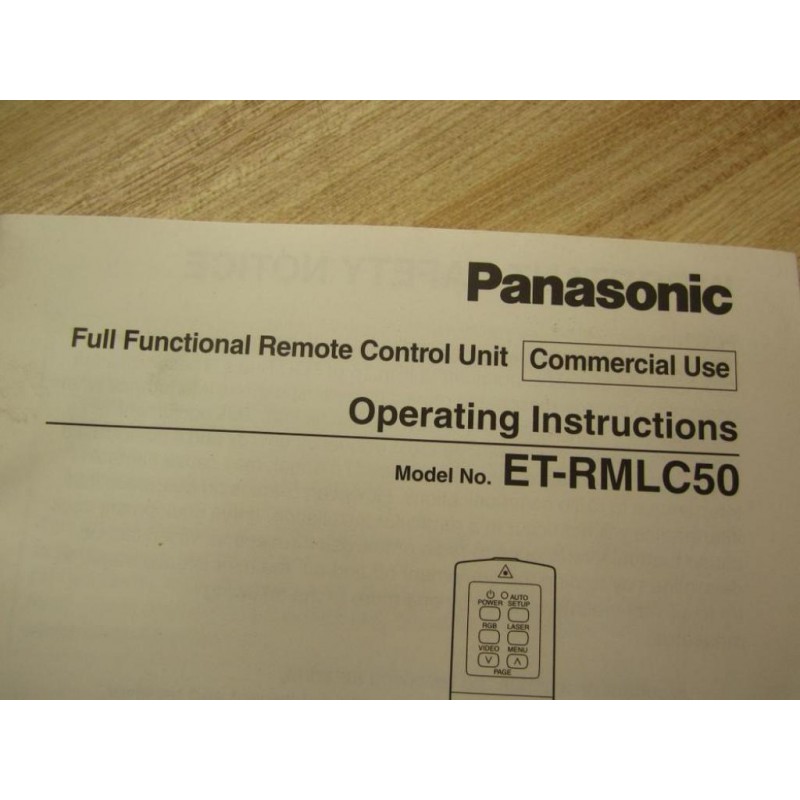 Panasonic
Full Functional Remote Control Unit Commercial Use
Operating Instructions
Model No. ET-RMLC50
AUTO
POWER SETUP
RGB LASER
VIDEO MENU
PAGE